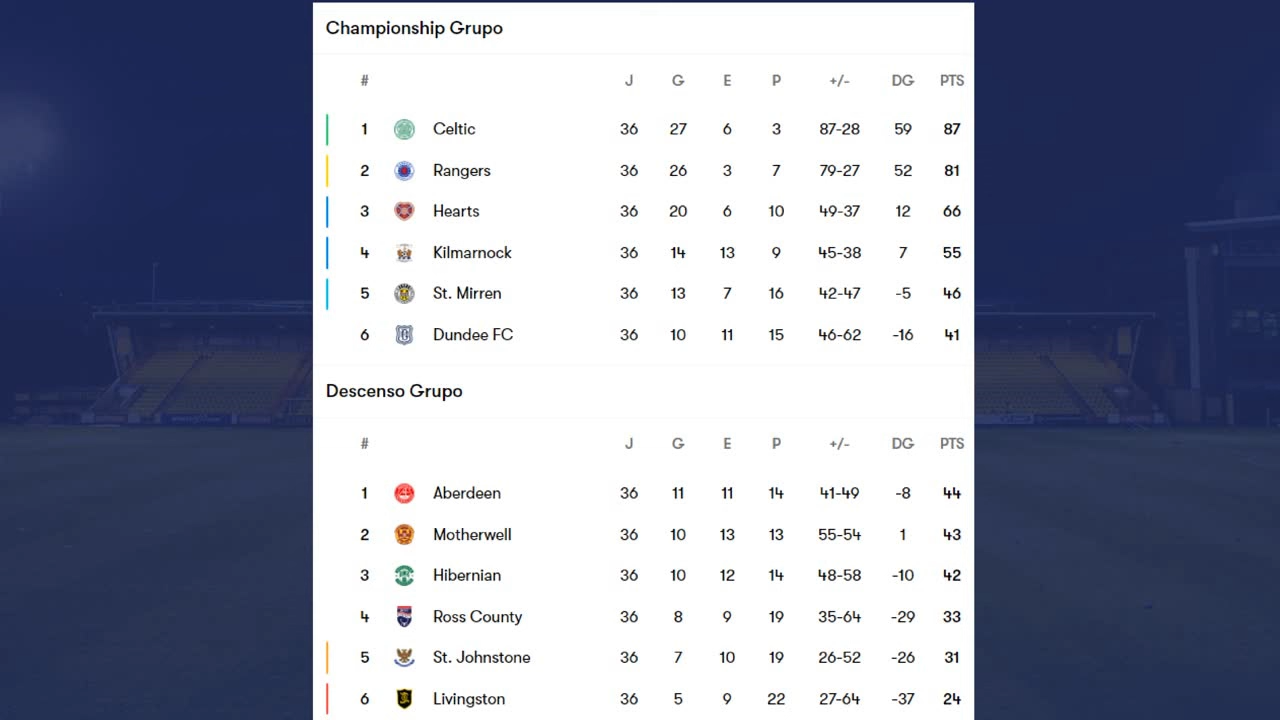 Championship Grupo
# J G E P +/- DG PTS
1 Celtic 36 27 6 3 87-28 59 87
2 Rangers 36 26 3 7 79-27 52 81
3 Hearts 36 20 6 10 49-37 12 66
4 Kilmarnock 36 14 13 9 45-38 7 55
5 St. Mirren 36 13 7 16 42-47 -5 46
6 Dundee FC 36 10 11 15 46-62 -16 41
Descenso Grupo
# J G E P +/- DG PTS
1 Aberdeen 36 11 11 14 41-49 -8 44
2 Motherwell 36 10 13 13 55-54 1 43
3 Hibernian 36 10 12 14 48-58 -10 42
4 Ross County 36 8 9 19 35-64 -29 33
5 St. Johnstone 36 7 10 19 26-52 -26 31
6 Livingston 36 5 9 22 27-64 -37 24